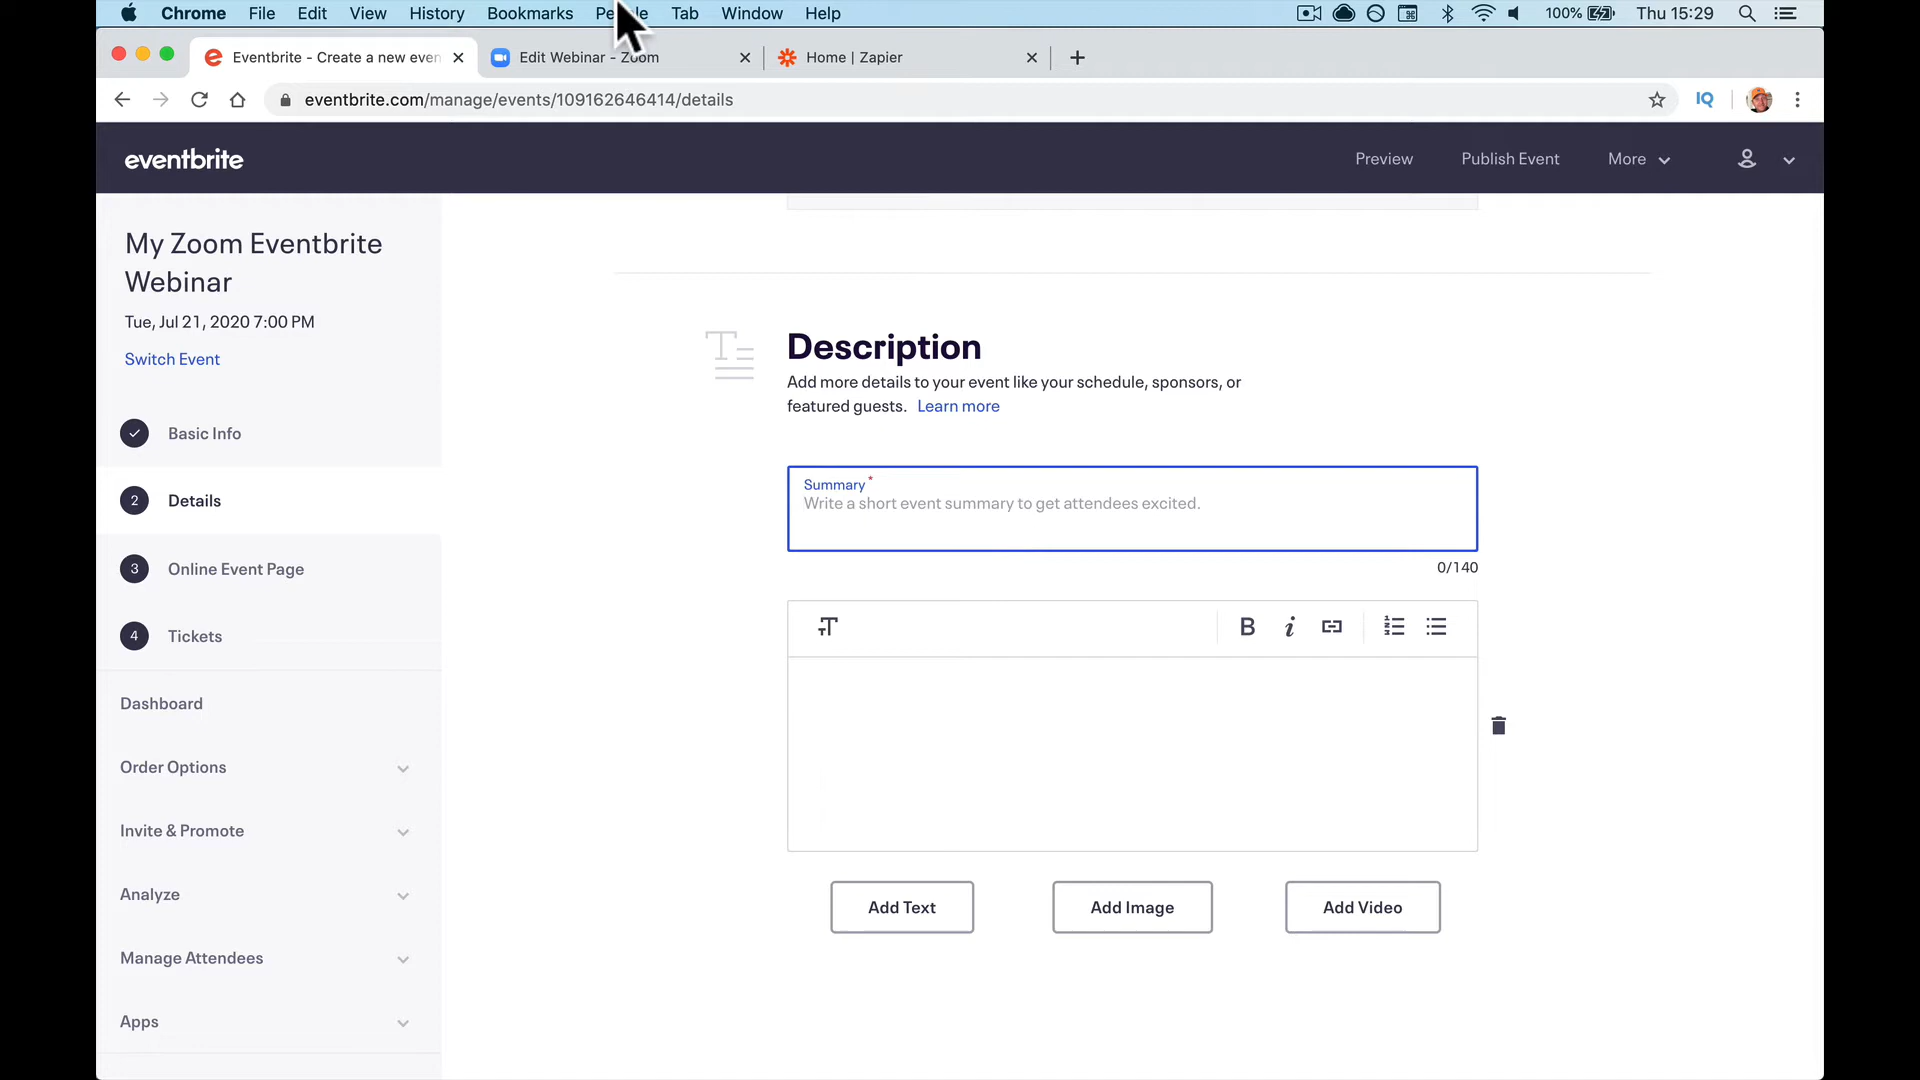 Chrome File Edit View History Bookmarks Tab Window Help 100% Thu 15:29
Eventbrite - Create a new even Edit Webinar - Zoom Home | Zapier
eventbrite.com/manage/events/109162646414/details IQ
eventbrite Preview Publish Event More
My Zoom Eventbrite
Webinar
Tue, Jul 21, 2020 7:00 PM
Switch Event
Basic Info
2 Details
3 Online Event Page
4 Tickets
Dashboard
Order Options
Invite & Promote
Analyze
Manage Attendees
Apps
Description
Add more details to your event like your schedule, sponsors, or
featured guests. Learn more
Summary *
Write a short event summary to get attendees excited.
0/140
B i
Add Text Add Image Add Video